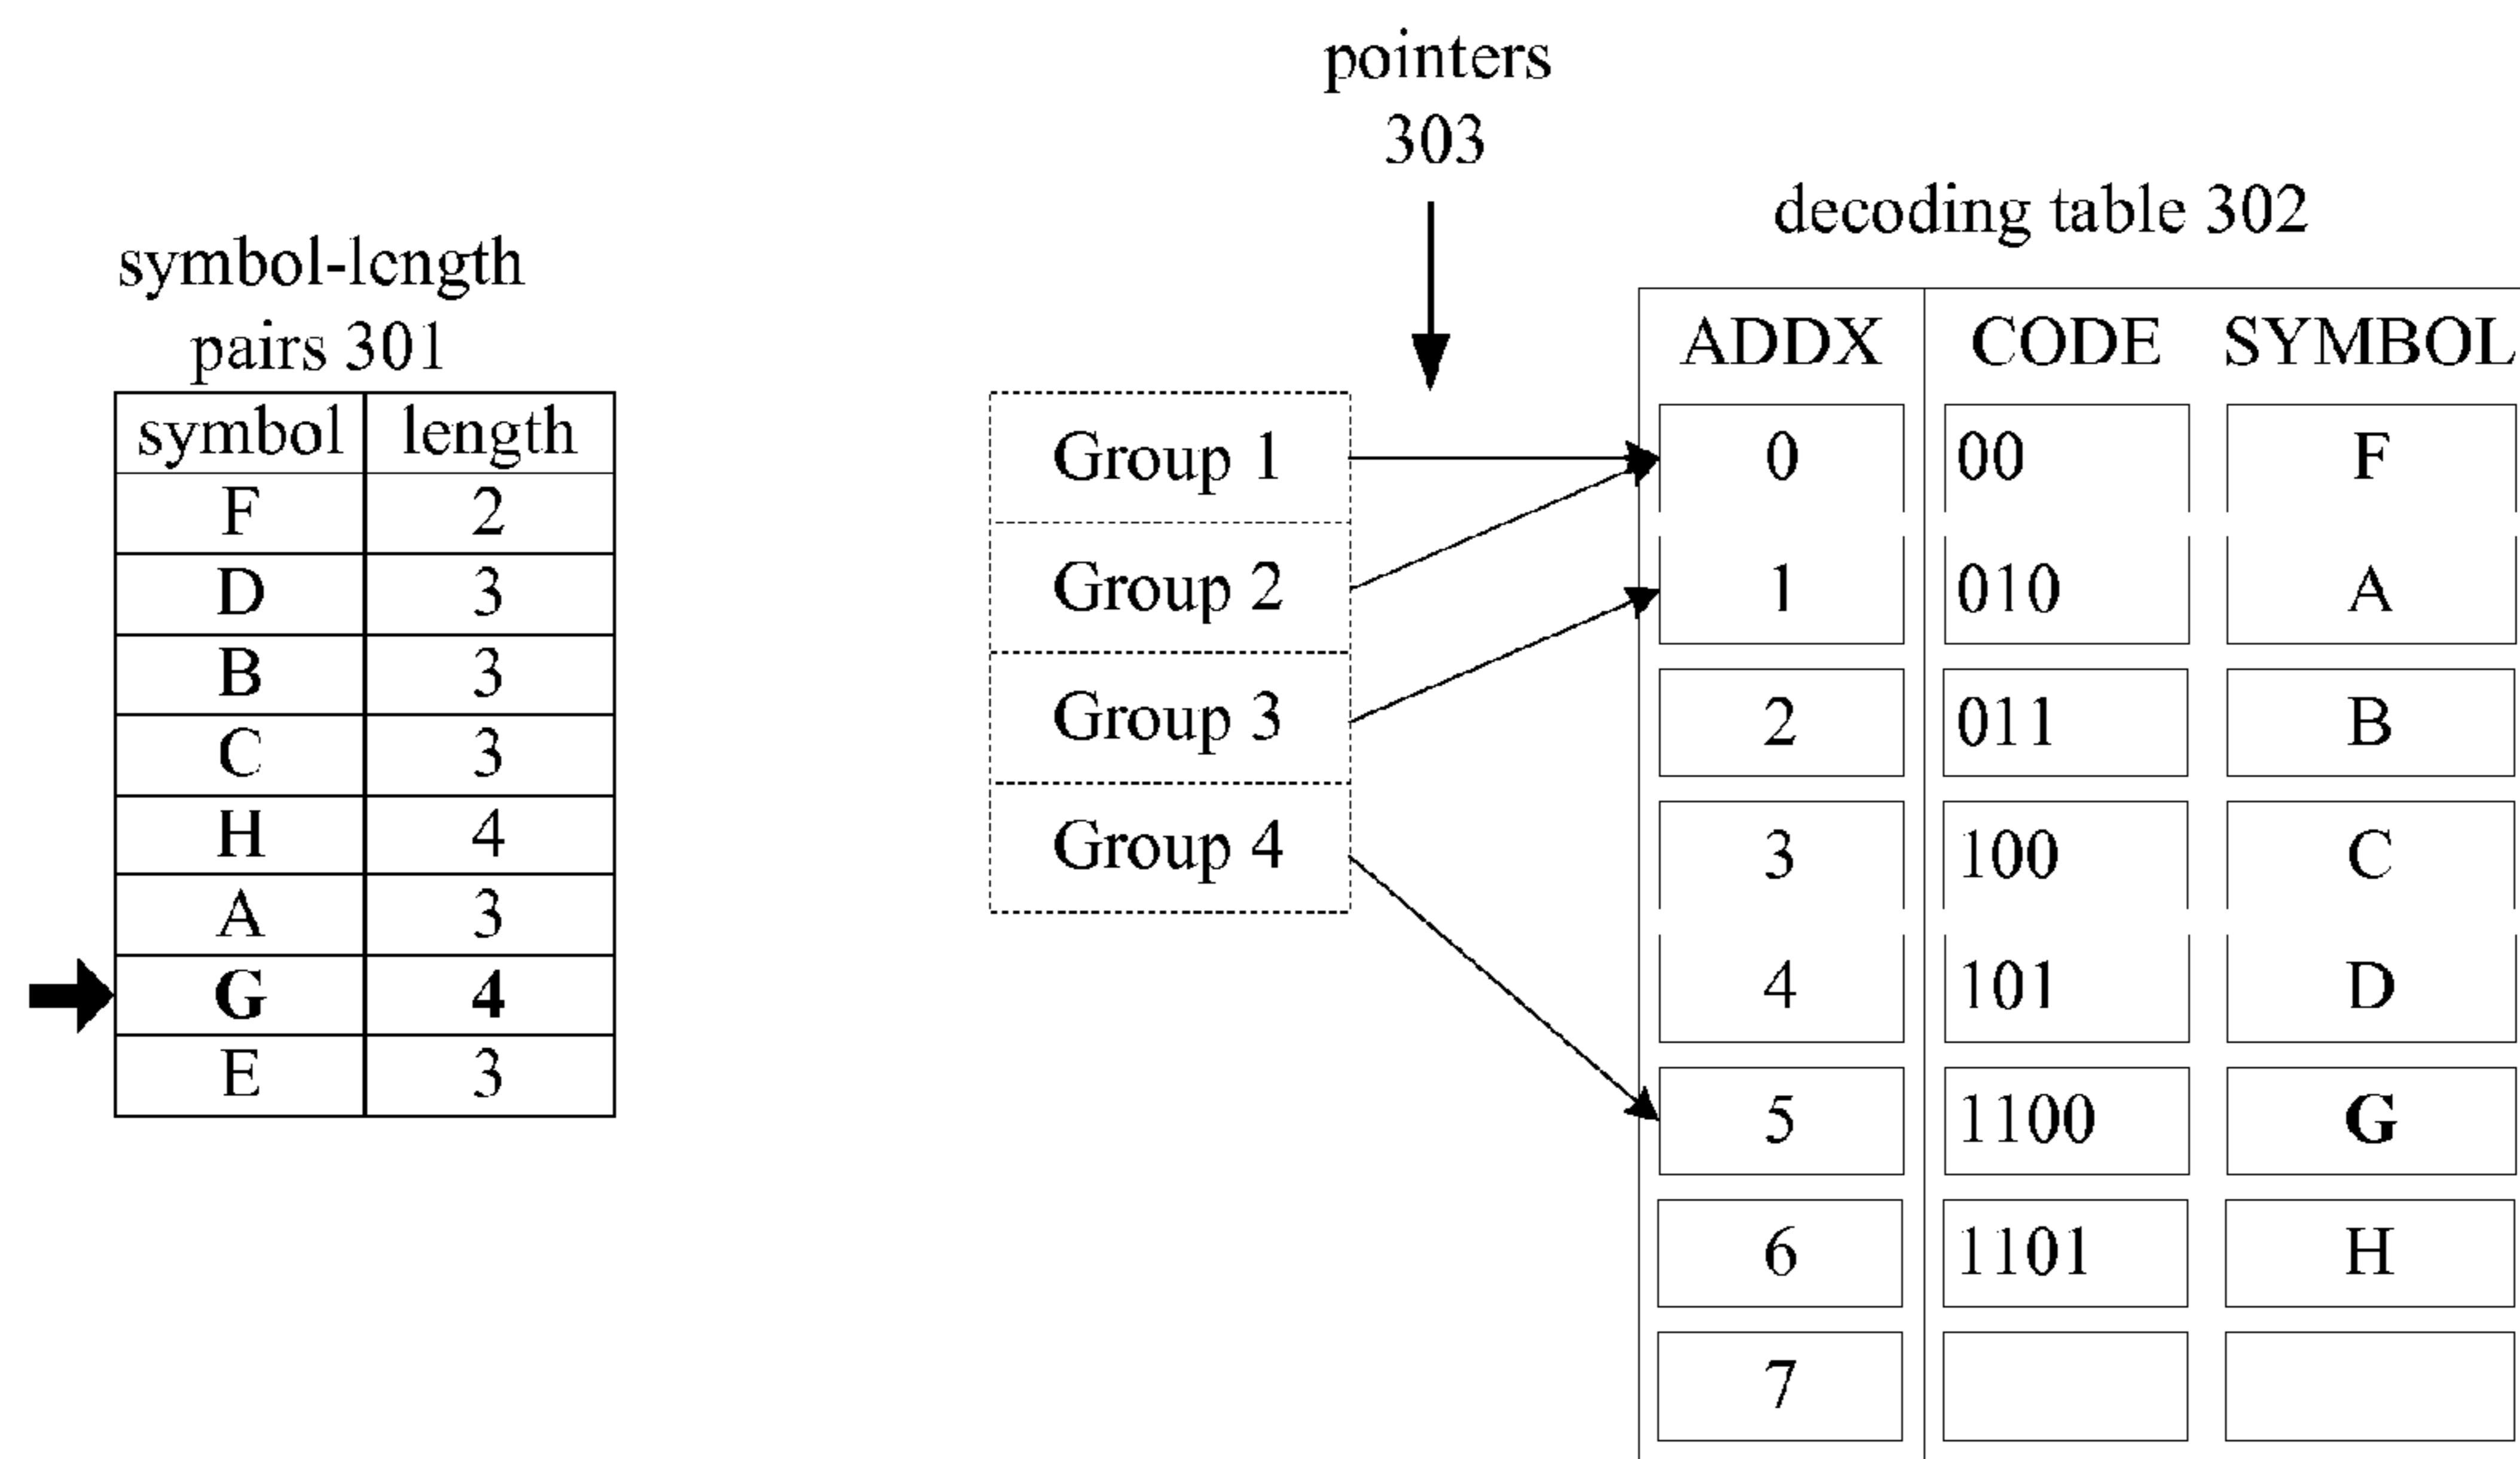 pointers
303
symbol-length
pairs 301
symbol length
F 2
D 3
B 3
C 3
H 4
A 3
G 4
E 3
Group 1
Group 2
Group 3
Group 4
decoding table 302
ADDX CODE SYMBOL
0 00 F
1 010 A
2 011 B
3 100 C
4 101 D
5 1100 G
6 1101 H
7